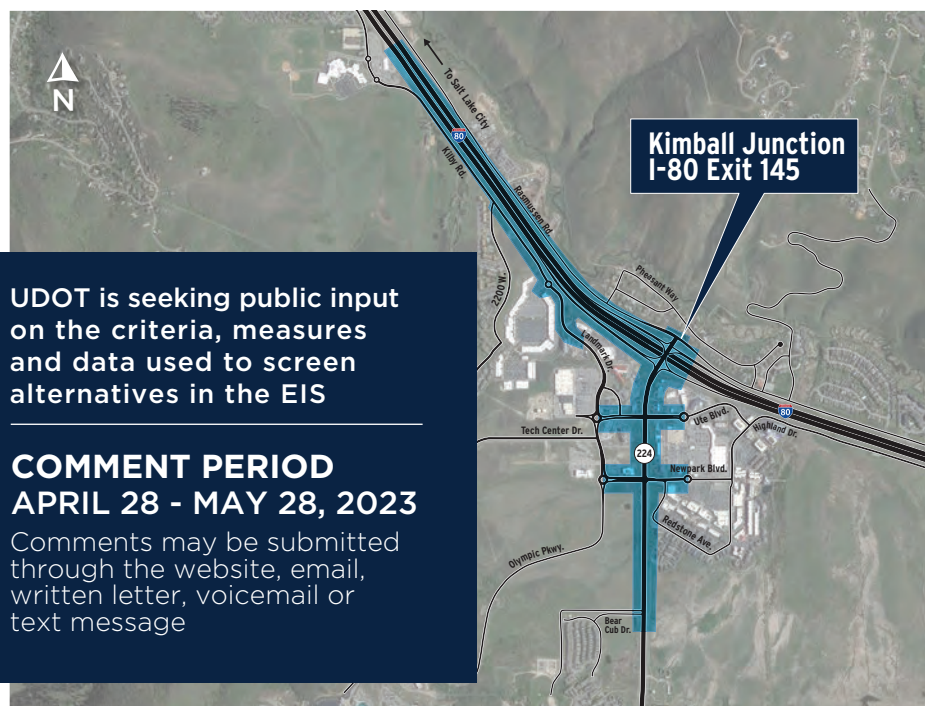 N
To Salt Lake City
80
Kilby Rd.
Rasmussen Rd.
Kimball Junction
I-80 Exit 145
Pheasant Way
2200 W.
Landmark Dr.
80
Ute Blvd.
Highland Dr.
Tech Center Dr.
224
Newpark Blvd.
Redstone Ave.
Olympic Pkwy.
Bear
Cub Dr.
UDOT is seeking public input
on the criteria, measures
and data used to screen
alternatives in the EIS
COMMENT PERIOD
APRIL 28 - MAY 28, 2023
Comments may be submitted
through the website, email,
written letter, voicemail or
text message